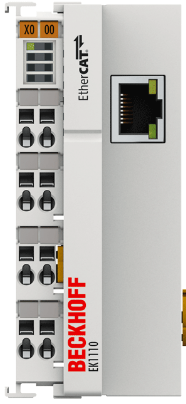 X0 00
EtherCAT
BECKHOFF
EK1110